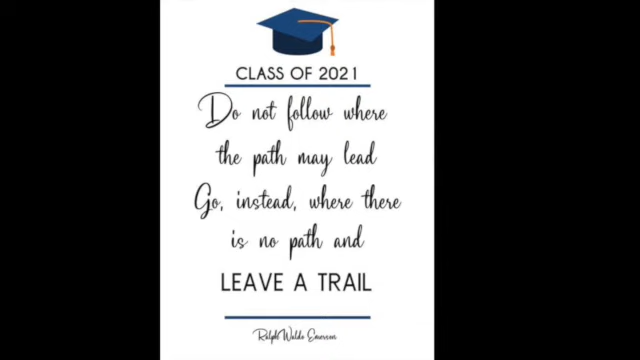 CLASS OF 2021
Do not follow where
the path may lead
Go, instead, where there
is no path and
LEAVE A TRAIL
Ralph Waldo Emerson